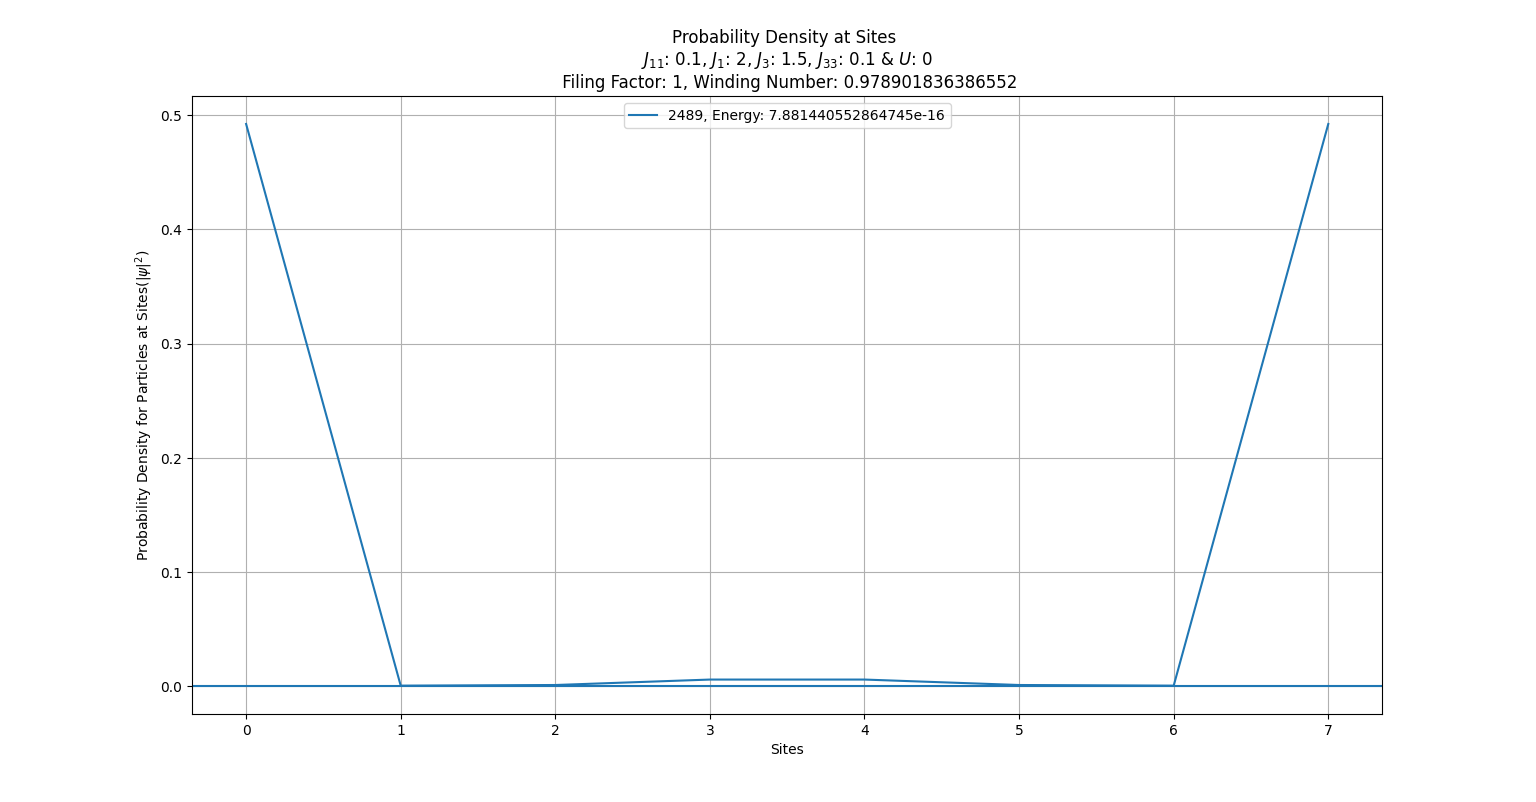 Probability Density at Sites
J₁₁: 0.1, J₁: 2, J₃: 1.5, J₃₃: 0.1 & U: 0
Filing Factor: 1, Winding Number: 0.978901836386552
2489, Energy: 7.881440552864745e-16
Probability Density for Particles at Sites(|ψ|²)
0.5
0.4
0.3
0.2
0.1
0.0
0 1 2 3 4 5 6 7
Sites